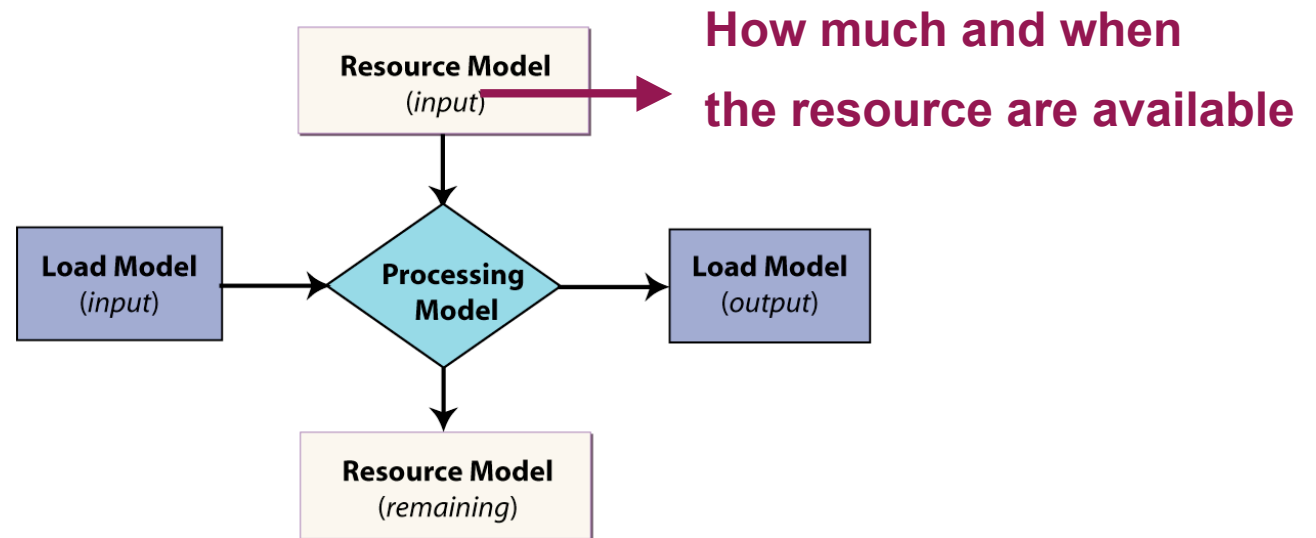 How much and when
the resource are available
Resource Model
(input)
Load Model
(input)
Processing
Model
Load Model
(output)
Resource Model
(remaining)